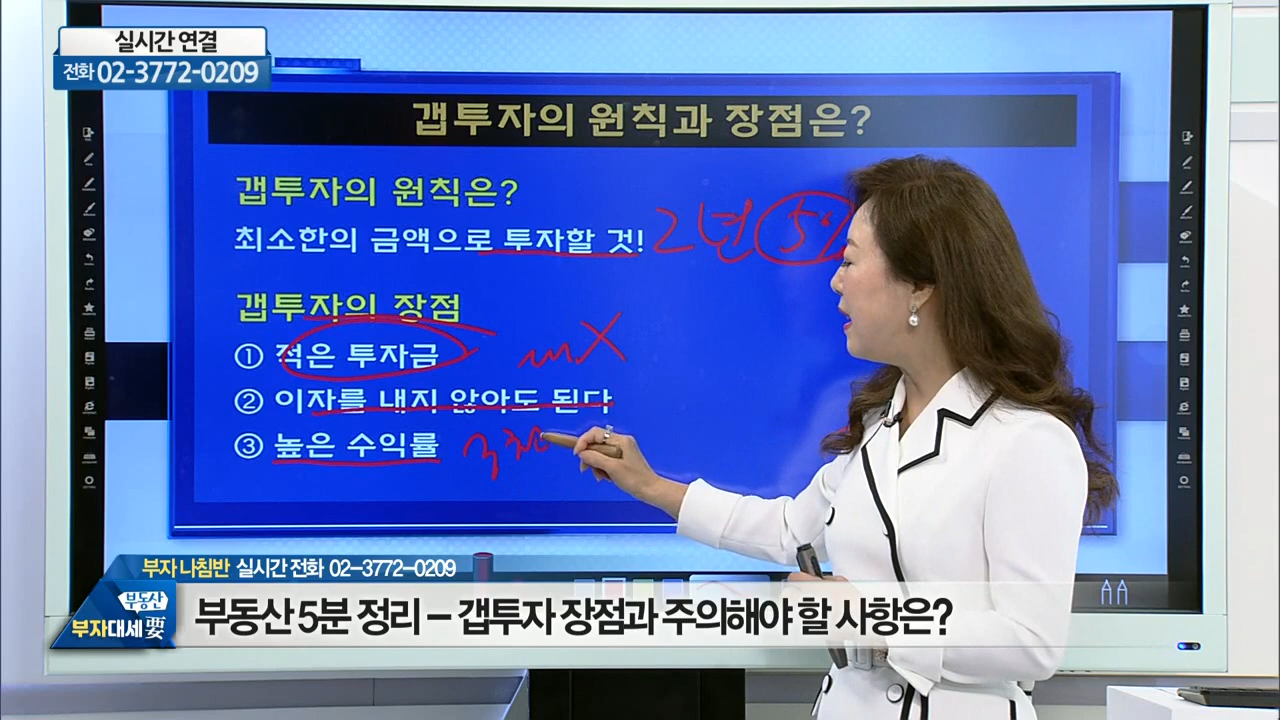 실시간 연결
전화 02-3772-0209
갭투자의 원칙과 장점은?
갭투자의 원칙은?
최소한의 금액으로 투자할 것! 2년 5%
갭투자의 장점
① 적은 투자금
② 이자를 내지 않아도 된다
③ 높은 수익률
부자 나침반 실시간 전화 02-3772-0209
부동산
부자대세 要
부동산 5분 정리 - 갭투자 장점과 주의해야 할 사항은?